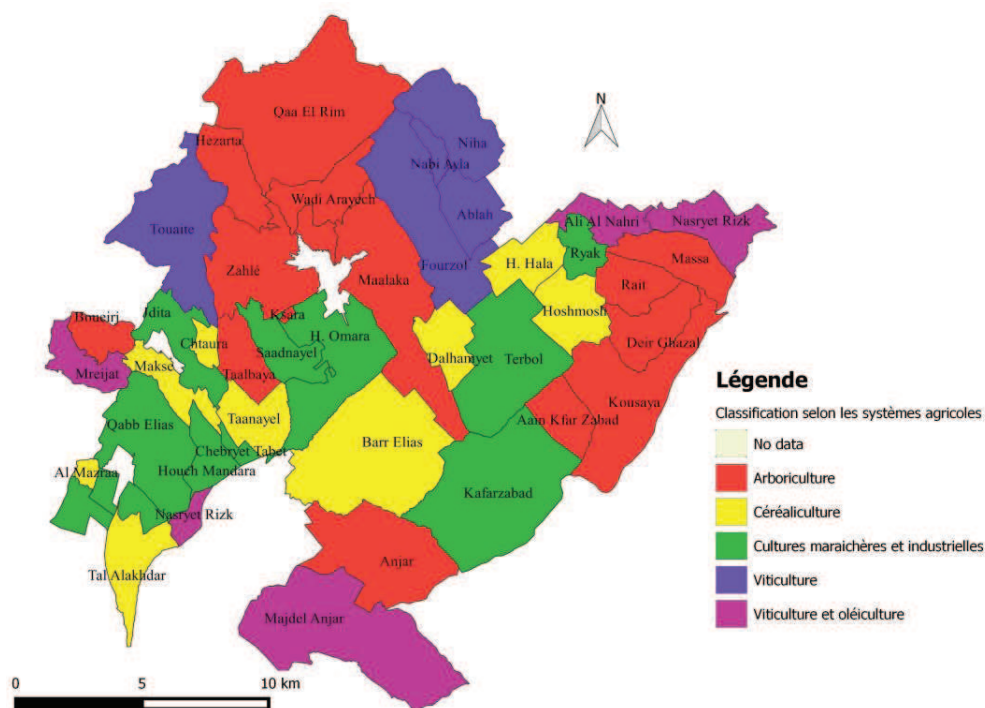 N
Qaa El Rim
Hezarta
Niha
Nabi Ayla
Wadi Arayech
Ablah
Ali Al Nahri
Nasryet Rizk
Touaite
Ryak
Massa
Fourzol
H. Hala
Zahlé
Maalaka
Rait
Boueirj
Jdita
Ksara
Hoshmosh
Chtaura
H. Omara
Deir Ghazal
Saadnayel
Dalhamyet
Terbol
Makse
Mreijat
Taalbaya
Kousaya
Taanayel
Qabb Elias
Aain Kfar Zabad
Barr Elias
Chebryet Tabet
Al Mazraa
Houch Mandara
Kafarzabad
Nasryet Rizk
Anjar
Tal Alakhdar
Majdel Anjar
Légende
Classification selon les systèmes agricoles
No data
Arboriculture
Céréaliculture
Cultures maraichères et industrielles
Viticulture
Viticulture et oléiculture
0 5 10 km